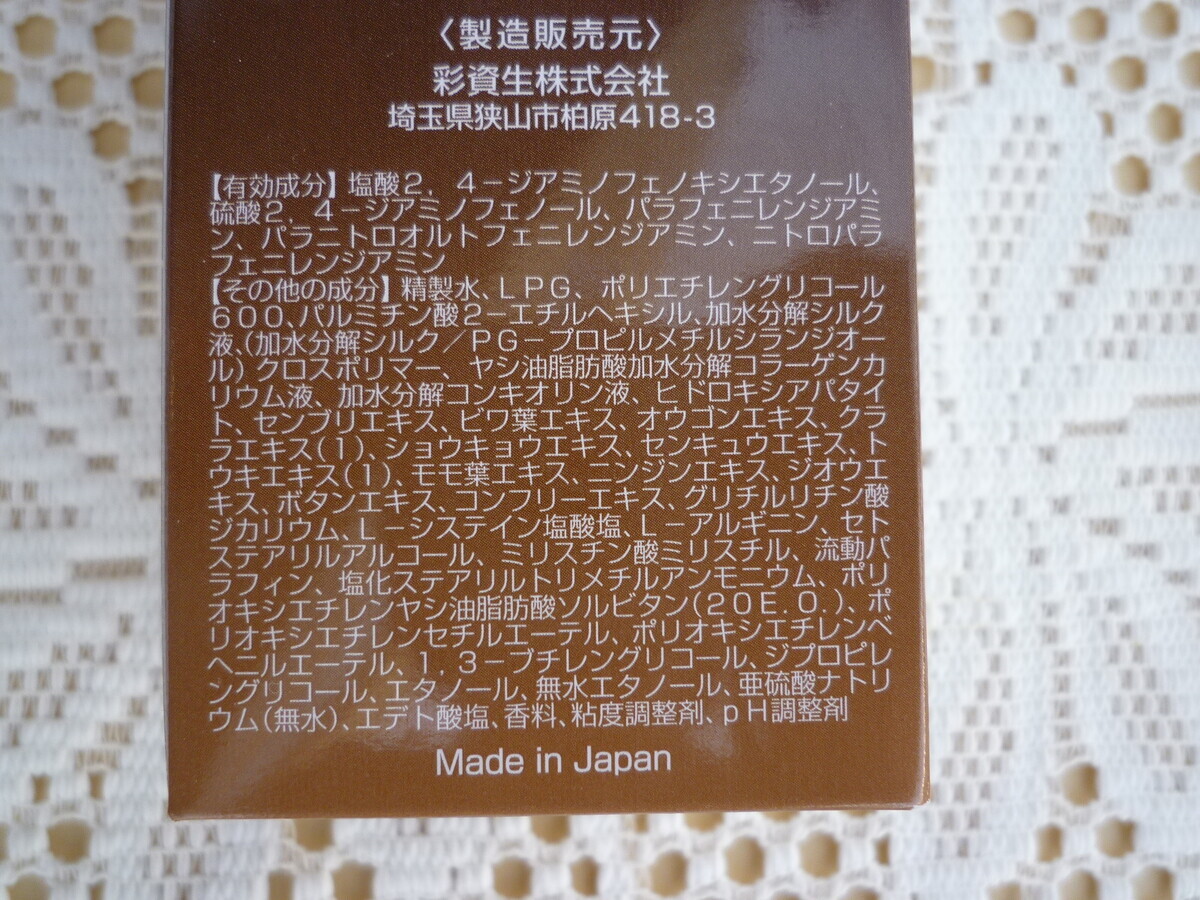 〈製造販売元〉
彩資生株式会社
埼玉県狭山市柏原418-3
【有効成分】塩酸2，4－ジアミノフェノキシエタノール、
硫酸2，4－ジアミノフェノール、パラフェニレンジアミ
ン、パラニトロオルトフェニレンジアミン、ニトロパラ
フェニレンジアミン
【その他の成分】精製水、LPG、ポリエチレングリコール
600、パルミチン酸2－エチルヘキシル、加水分解シルク
液、(加水分解シルク／PG－プロピルメチルシランジオー
ル)クロスポリマー、ヤシ油脂肪酸加水分解コラーゲンカ
リウム液、加水分解コンキオリン液、ヒドロキシアパタイ
ト、センブリエキス、ビワ葉エキス、オウゴンエキス、クラ
ラエキス(1)、ショウキョウエキス、センキュウエキス、ト
ウキエキス(1)、モモ葉エキス、ニンジンエキス、ジオウエ
キス、ボタンエキス、コンフリーエキス、グリチルリチン酸
ジカリウム、L－システイン塩酸塩、L－アルギニン、セト
ステアリルアルコール、ミリスチン酸ミリスチル、流動パ
ラフィン、塩化ステアリルトリメチルアンモニウム、ポリ
オキシエチレンヤシ油脂肪酸ソルビタン(20E.O.)、ポ
リオキシエチレンセチルエーテル、ポリオキシエチレンベ
ヘニルエーテル、1，3－ブチレングリコール、ジプロピレ
ングリコール、エタノール、無水エタノール、亜硫酸ナトリ
ウム(無水)、エデト酸塩、香料、粘度調整剤、pH調整剤
Made in Japan